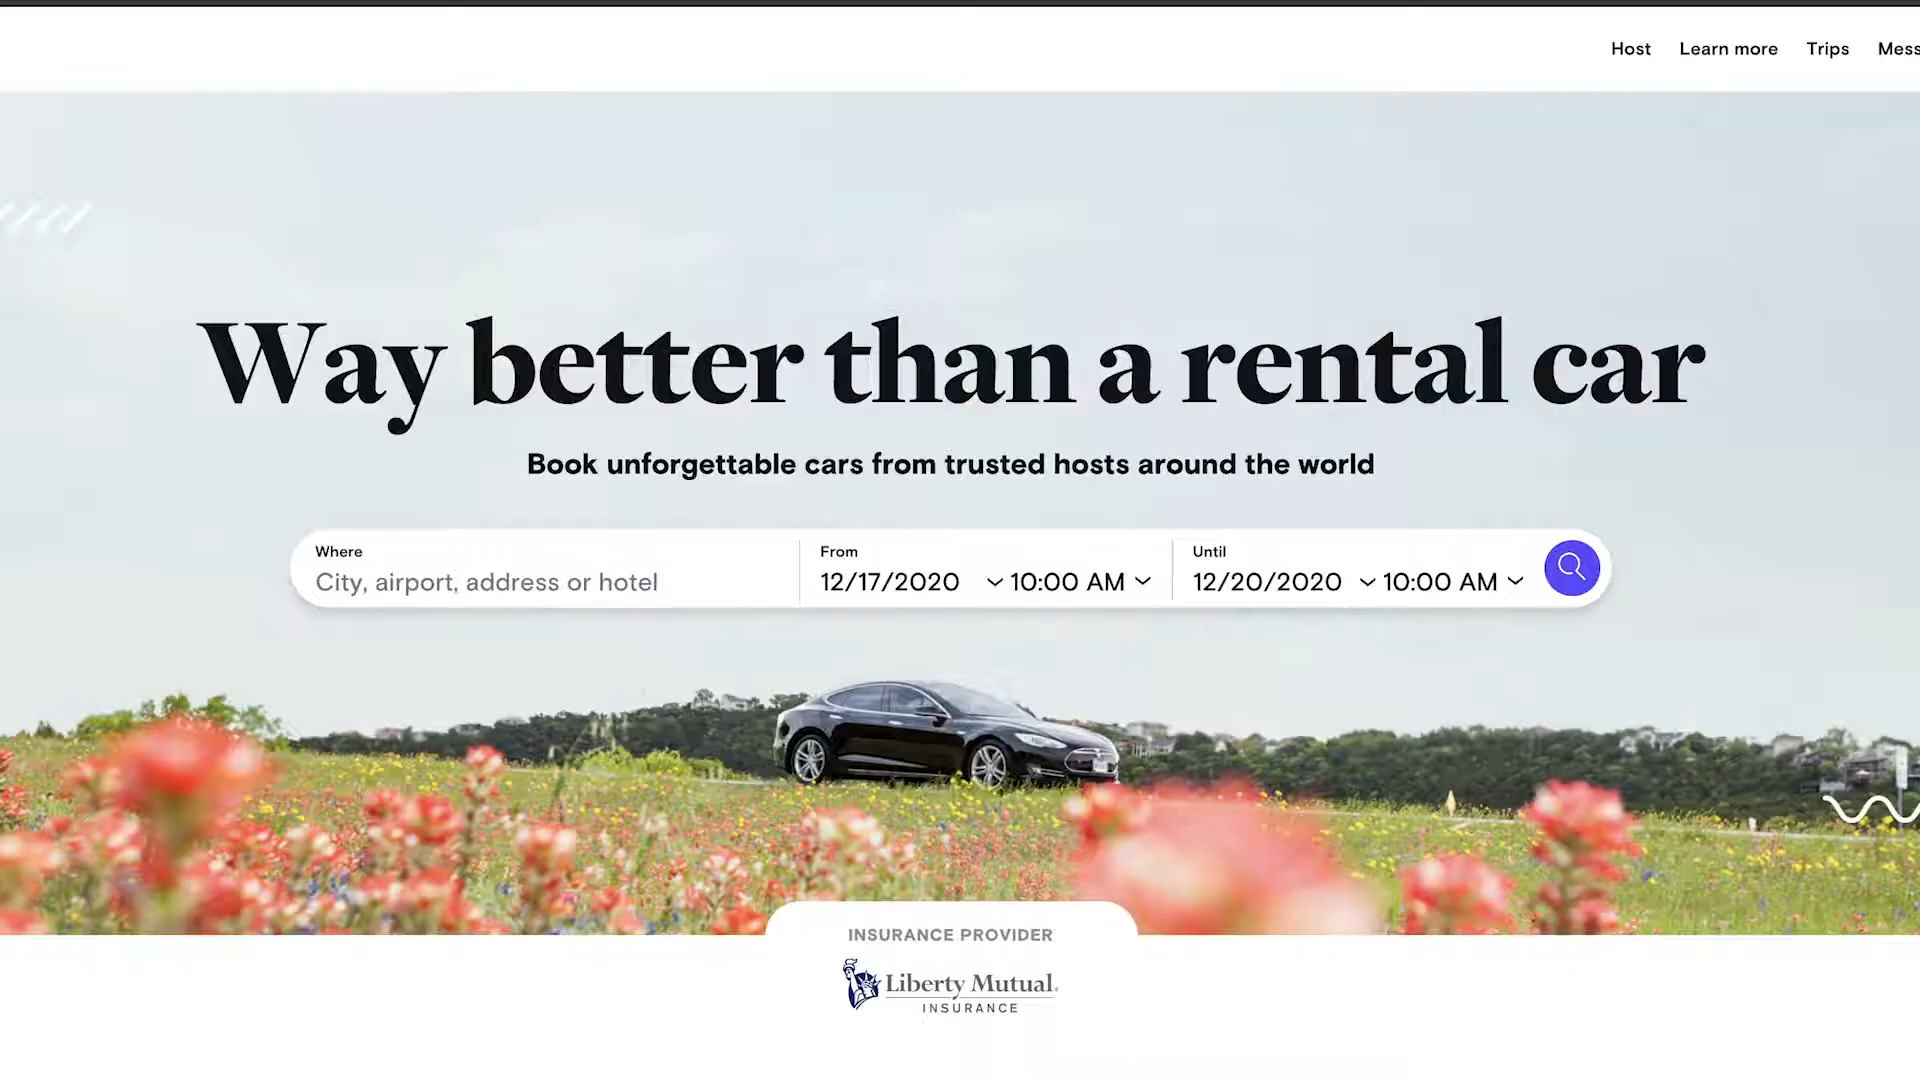 Host Learn more Trips Mess
Way better than a rental car
Book unforgettable cars from trusted hosts around the world
Where
City, airport, address or hotel
From
12/17/2020 10:00 AM
Until
12/20/2020 10:00 AM
INSURANCE PROVIDER
Liberty Mutual
INSURANCE